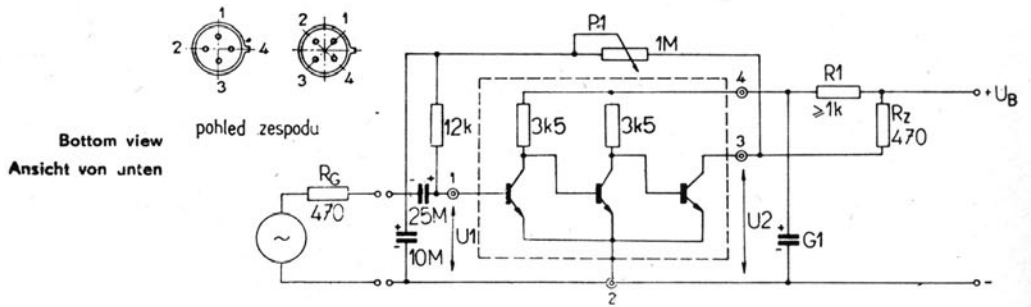 1
2
4
3
2
1
3
4
Bottom view
Ansicht von unten
pohled zespodu
P1
1M
12k
3k5
3k5
4
3
R1
≥1k
+ UB
RZ
470
RG
470
~
- +
25M
1
+
-
10M
U1
U2
+
-
G1
2
-